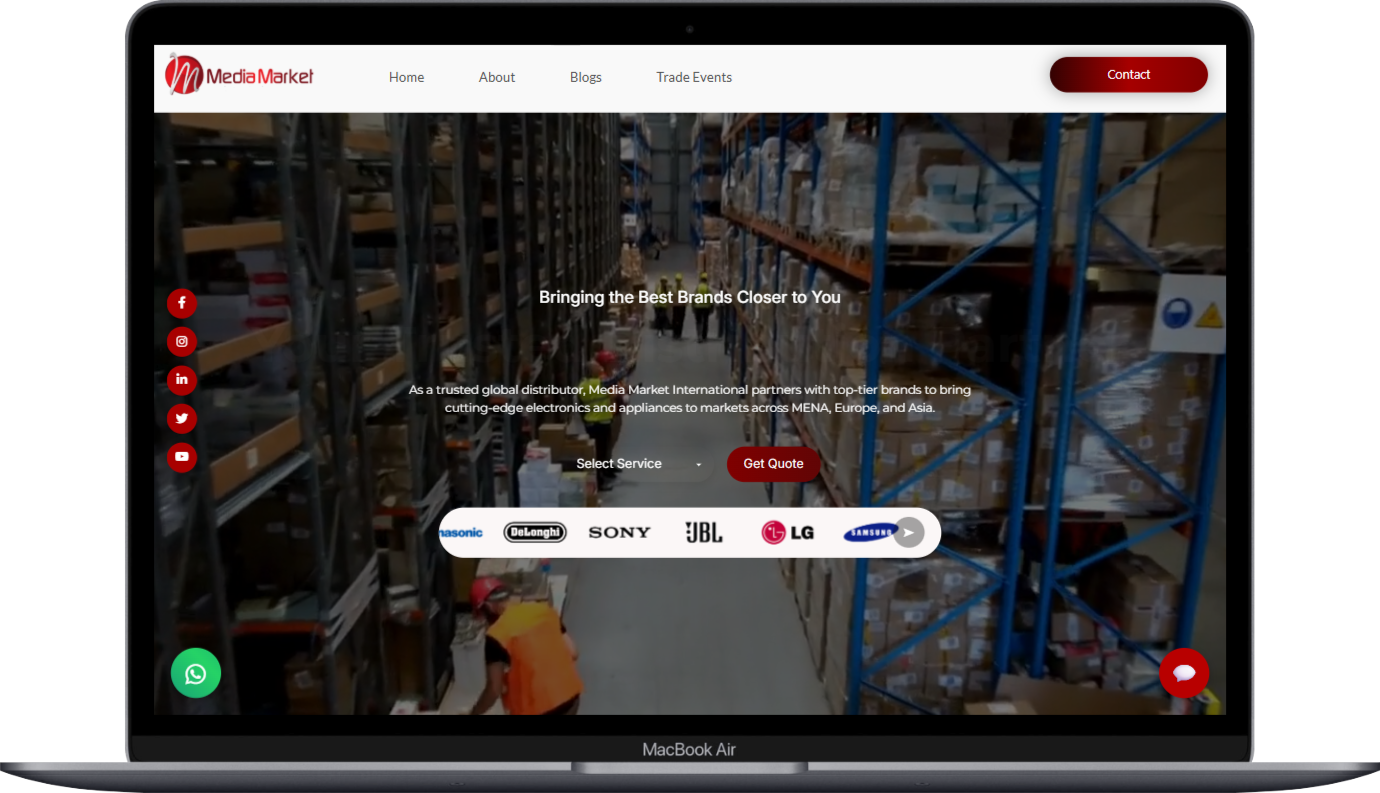 Media Market
Home
About
Blogs
Trade Events
Contact
Bringing the Best Brands Closer to You
As a trusted global distributor, Media Market International partners with top-tier brands to bring
cutting-edge electronics and appliances to markets across MENA, Europe, and Asia.
Select Service
Get Quote
nasonic
DeLonghi
SONY
JBL
LG
SAMSUNG
MacBook Air